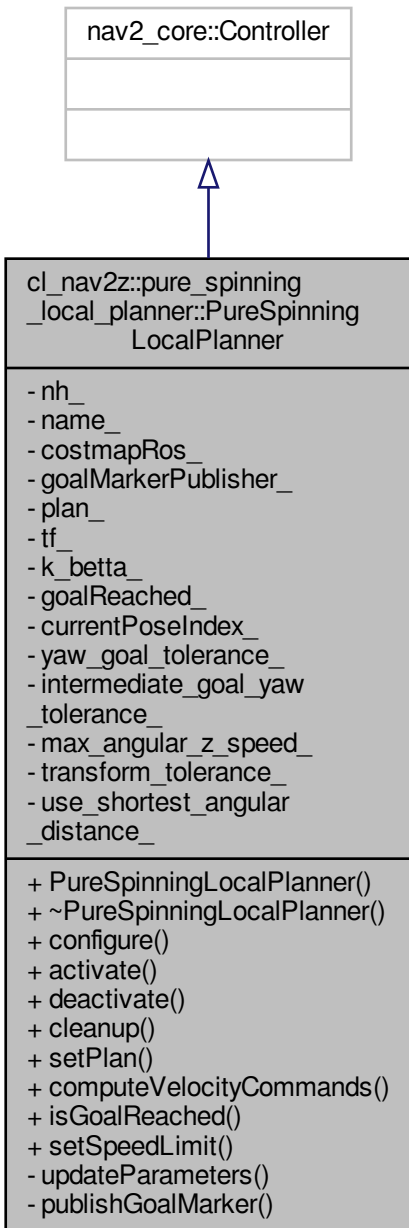 nav2_core::Controller
cl_nav2z::pure_spinning
_local_planner::PureSpinning
LocalPlanner
- nh_
- name_
- costmapRos_
- goalMarkerPublisher_
- plan_
- tf_
- k_betta_
- goalReached_
- currentPoseIndex_
- yaw_goal_tolerance_
- intermediate_goal_yaw
_tolerance_
- max_angular_z_speed_
- transform_tolerance_
- use_shortest_angular
_distance_
+ PureSpinningLocalPlanner()
+ ~PureSpinningLocalPlanner()
+ configure()
+ activate()
+ deactivate()
+ cleanup()
+ setPlan()
+ computeVelocityCommands()
+ isGoalReached()
+ setSpeedLimit()
- updateParameters()
- publishGoalMarker()